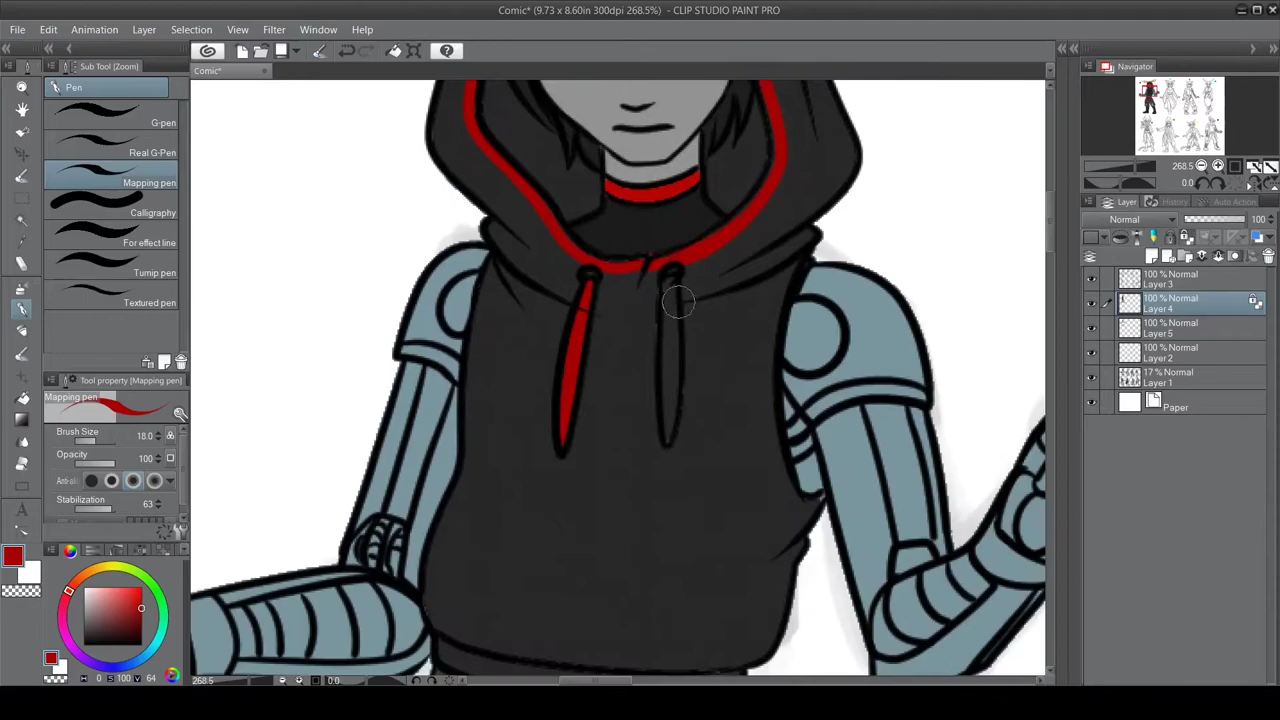 Comic* (9.73 x 8.60in 300dpi 268.5%) - CLIP STUDIO PAINT PRO
File Edit Animation Layer Selection View Filter Window Help
Sub Tool (Zoom)
Comic*
Navigator
Pen
G-pen
Real G-Pen
Mapping pen
Calligraphy
For effect line
Turnip pen
Textured pen
268.5
0.0
Layer History Auto Action
Normal 100
100 % Normal
Layer 3
100 % Normal
Layer 4
100 % Normal
Layer 5
100 % Normal
Layer 2
17 % Normal
Layer 1
Paper
Tool property (Mapping pen)
Mapping pen
Brush Size 18.0
Opacity 100
Anti-al
Stabilization 63
H 0 S 100 V 64
268.5 0.0
A